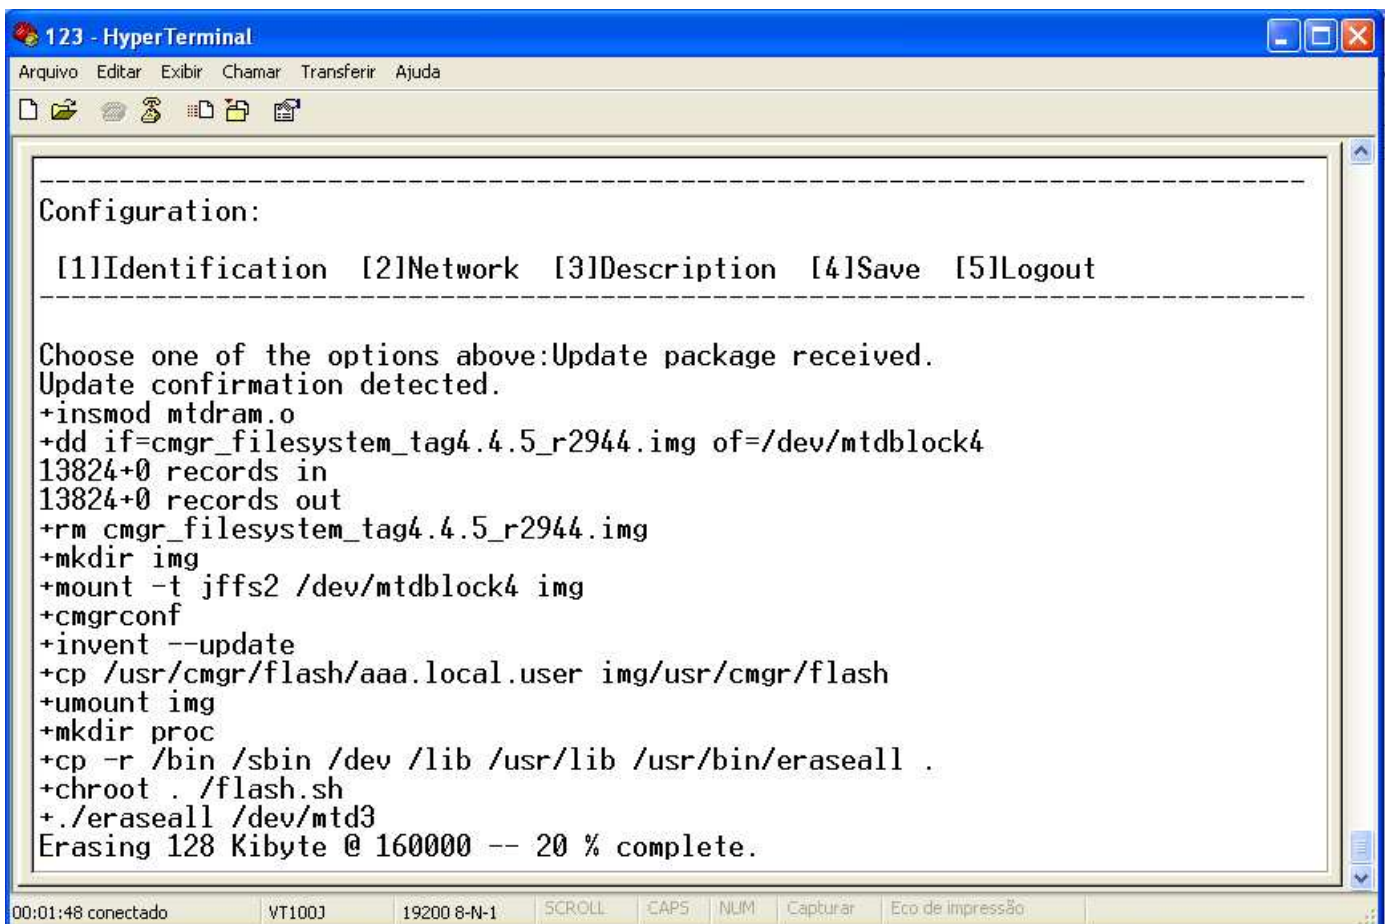 123 - HyperTerminal
Arquivo Editar Exibir Chamar Transferir Ajuda
--------------------------------------------------------------------------
Configuration:
[1]Identification [2]Network [3]Description [4]Save [5]Logout
--------------------------------------------------------------------------
Choose one of the options above:Update package received.
Update confirmation detected.
+insmod mtdram.o
+dd if=cmgr_filesystem_tag4.4.5_r2944.img of=/dev/mtdblock4
13824+0 records in
13824+0 records out
+rm cmgr_filesystem_tag4.4.5_r2944.img
+mkdir img
+mount -t jffs2 /dev/mtdblock4 img
+cmgrconf
+invent --update
+cp /usr/cmgr/flash/aaa.local.user img/usr/cmgr/flash
+umount img
+mkdir proc
+cp -r /bin /sbin /dev /lib /usr/lib /usr/bin/eraseall .
+chroot . /flash.sh
+./eraseall /dev/mtd3
Erasing 128 Kibyte @ 160000 -- 20 % complete.
00:01:48 conectado VT100J 19200 8-N-1 SCROLL CAPS NUM Capturar Eco de impressão